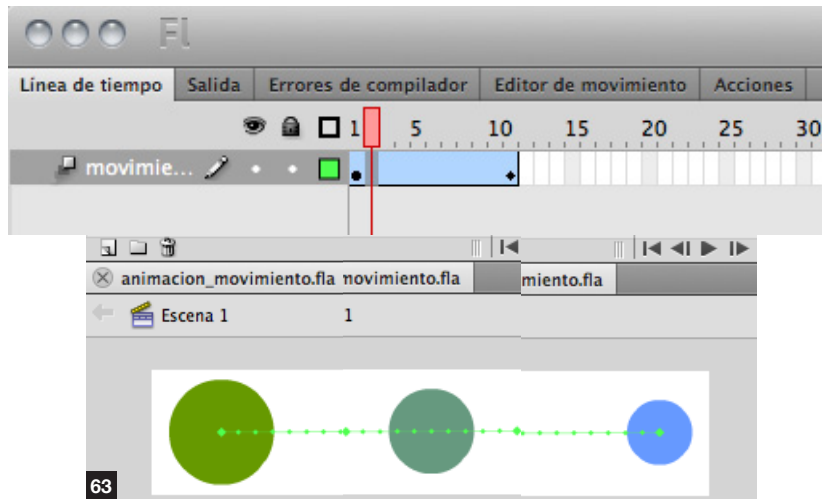 Fl
Línea de tiempo Salida Errores de compilador Editor de movimiento Acciones
1 5 10 15 20 25 30
movimie...
animacion_movimiento.fla movimiento.fla miento.fla
Escena 1 1
63